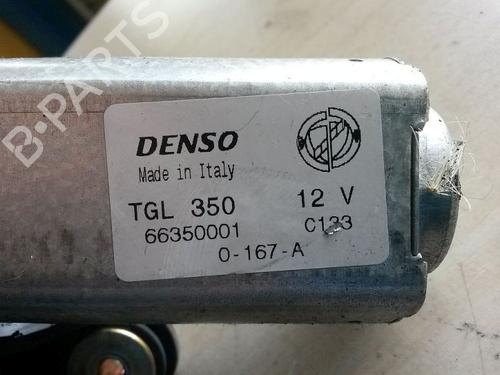 B-PARTS
DENSO
Made in Italy
TGL 350 12 V
66350001 C133
0-167-A